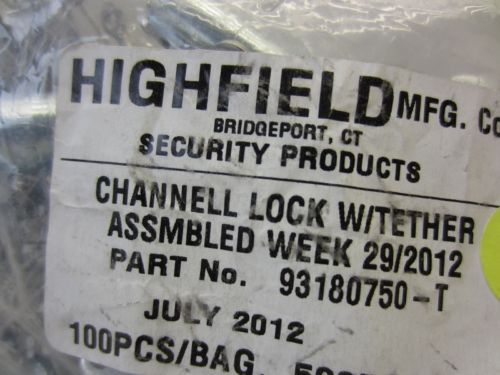 HIGHFIELD MFG. Co
BRIDGEPORT, CT
SECURITY PRODUCTS
CHANNELL LOCK W/TETHER
ASSMBLED WEEK 29/2012
PART No. 93180750-T
JULY 2012
100PCS/BAG,